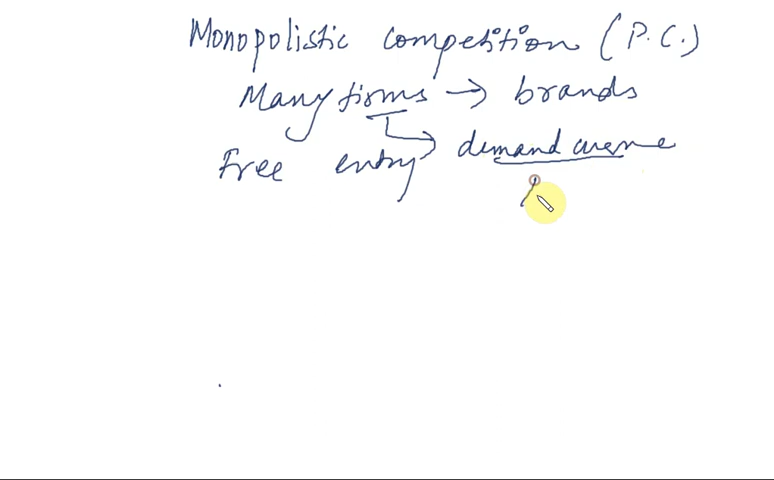 Monopolistic competition (P.C.)
Many firms → brands
Free entry demand curve